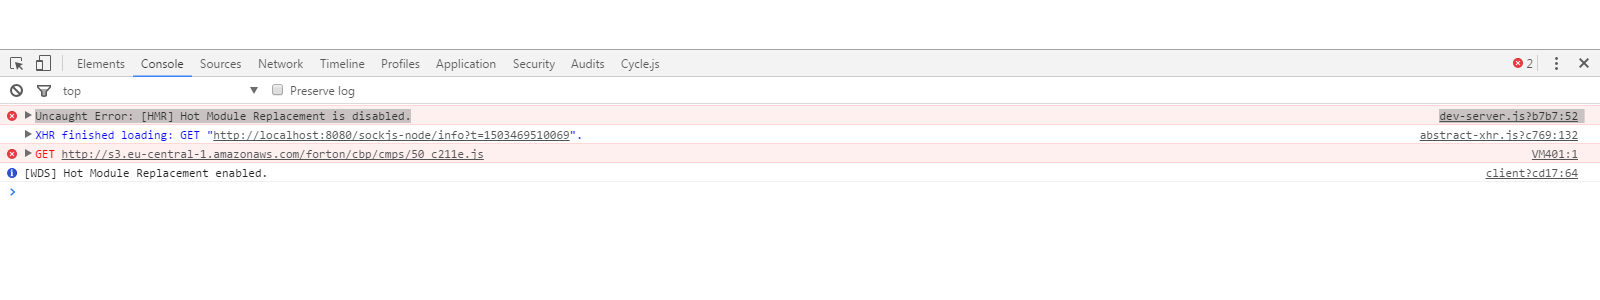 Elements Console Sources Network Timeline Profiles Application Security Audits Cycle.js 2
top Preserve log
Uncaught Error: [HMR] Hot Module Replacement is disabled. dev-server.js?b7b7:52
XHR finished loading: GET "http://localhost:8080/sockjs-node/info?t=1503469510069". abstract-xhr.js?c769:132
GET http://s3.eu-central-1.amazonaws.com/forton/cbp/cmps/50_c211e.js VM401:1
[WDS] Hot Module Replacement enabled. client?cd17:64